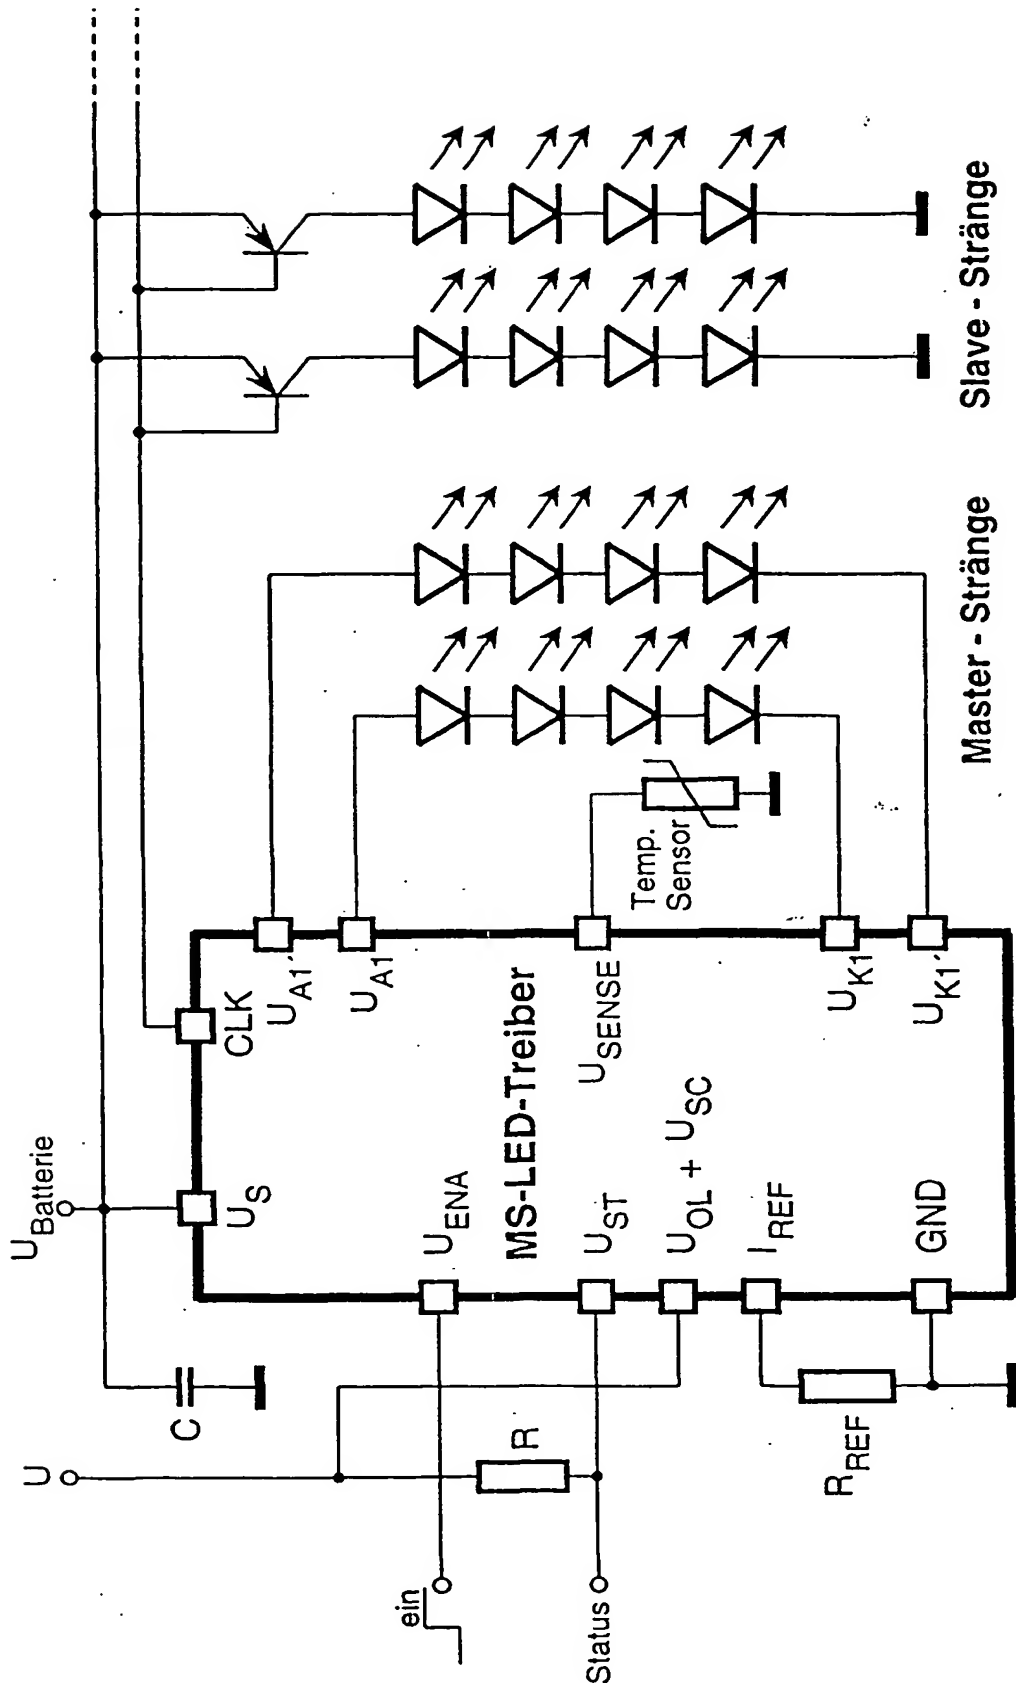 U_Batterie
U
C
ein
Status
R
R_REF
U_S
CLK
U_ENA
U_ST
U_OL + U_SC
I_REF
GND
MS-LED-Treiber
U_A1´
U_A1
U_SENSE
U_K1
U_K1´
Temp.
Sensor
Master - Stränge
Slave - Stränge